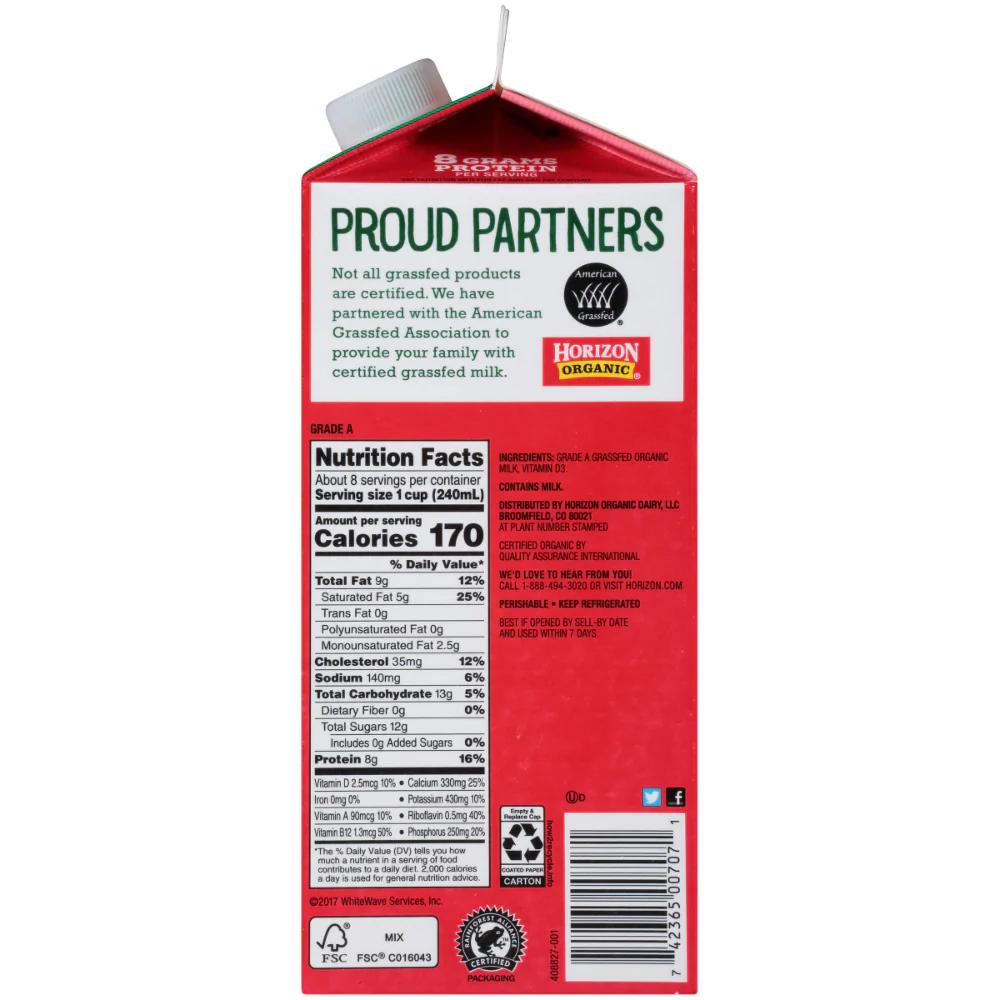 8 GRAMS
PROTEIN
PER SERVING
PROUD PARTNERS
Not all grassfed products
are certified. We have
partnered with the American
Grassfed Association to
provide your family with
certified grassfed milk.
American
Grassfed
®
HORIZON
ORGANIC ®
GRADE A
Nutrition Facts
About 8 servings per container
Serving size 1 cup (240mL)
Amount per serving
Calories 170
% Daily Value*
Total Fat 9g 12%
Saturated Fat 5g 25%
Trans Fat 0g
Polyunsaturated Fat 0g
Monounsaturated Fat 2.5g
Cholesterol 35mg 12%
Sodium 140mg 6%
Total Carbohydrate 13g 5%
Dietary Fiber 0g 0%
Total Sugars 12g
Includes 0g Added Sugars 0%
Protein 8g 16%
Vitamin D 2.5mcg 10% • Calcium 330mg 25%
Iron 0mg 0% • Potassium 430mg 10%
Vitamin A 90mcg 10% • Riboflavin 0.5mg 40%
Vitamin B12 1.3mcg 50% • Phosphorus 250mg 20%
*The % Daily Value (DV) tells you how
much a nutrient in a serving of food
contributes to a daily diet. 2,000 calories
a day is used for general nutrition advice.
©2017 WhiteWave Services, Inc.
INGREDIENTS: GRADE A GRASSFED ORGANIC
MILK, VITAMIN D3.
CONTAINS MILK.
DISTRIBUTED BY HORIZON ORGANIC DAIRY, LLC
BROOMFIELD, CO 80021
AT PLANT NUMBER STAMPED
CERTIFIED ORGANIC BY
QUALITY ASSURANCE INTERNATIONAL
WE'D LOVE TO HEAR FROM YOU!
CALL 1-888-494-3020 OR VISIT HORIZON.COM
PERISHABLE • KEEP REFRIGERATED
BEST IF OPENED BY SELL-BY DATE
AND USED WITHIN 7 DAYS.
U D
f
Empty &
Replace Cap
COATED PAPER
CARTON
how2recycle.info
FSC
®
MIX
FSC® C016043
RAINFOREST ALLIANCE
CERTIFIED
PACKAGING
408827-001
7 42365 00707 1